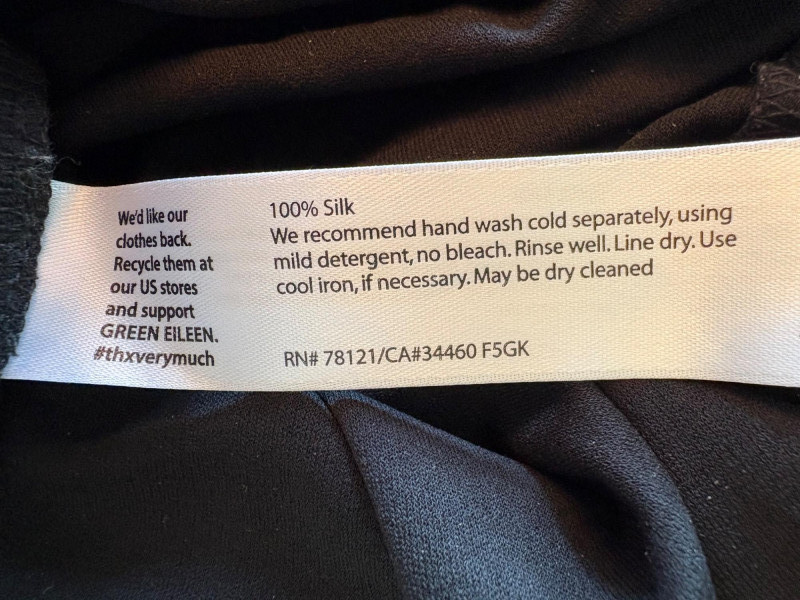 We'd like our
clothes back.
Recycle them at
our US stores
and support
GREEN EILEEN.
#thxverymuch
100% Silk
We recommend hand wash cold separately, using
mild detergent, no bleach. Rinse well. Line dry. Use
cool iron, if necessary. May be dry cleaned
RN# 78121/CA#34460 F5GK